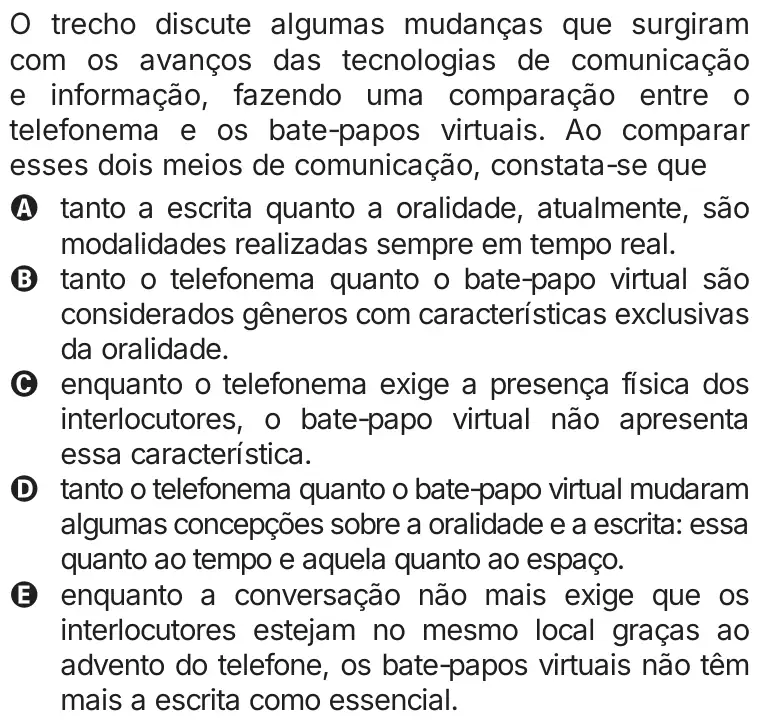 O trecho discute algumas mudanças que surgiram
com os avanços das tecnologias de comunicação
e informação, fazendo uma comparação entre o
telefonema e os bate-papos virtuais. Ao comparar
esses dois meios de comunicação, constata-se que
A tanto a escrita quanto a oralidade, atualmente, são
modalidades realizadas sempre em tempo real.
B tanto o telefonema quanto o bate-papo virtual são
considerados gêneros com características exclusivas
da oralidade.
C enquanto o telefonema exige a presença física dos
interlocutores, o bate-papo virtual não apresenta
essa característica.
D tanto o telefonema quanto o bate-papo virtual mudaram
algumas concepções sobre a oralidade e a escrita: essa
quanto ao tempo e aquela quanto ao espaço.
E enquanto a conversação não mais exige que os
interlocutores estejam no mesmo local graças ao
advento do telefone, os bate-papos virtuais não têm
mais a escrita como essencial.